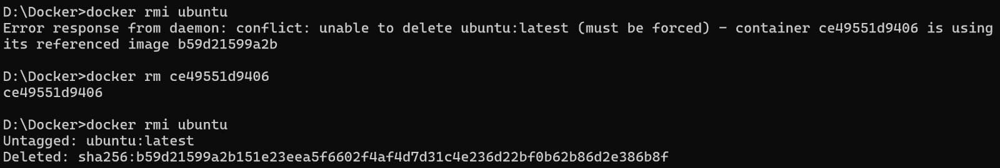 D:\Docker>docker rmi ubuntu
Error response from daemon: conflict: unable to delete ubuntu:latest (must be forced) - container ce49551d9406 is using
its referenced image b59d21599a2b
D:\Docker>docker rm ce49551d9406
ce49551d9406
D:\Docker>docker rmi ubuntu
Untagged: ubuntu:latest
Deleted: sha256:b59d21599a2b151e23eea5f6602f4af4d7d31c4e236d22bf0b62b86d2e386b8f